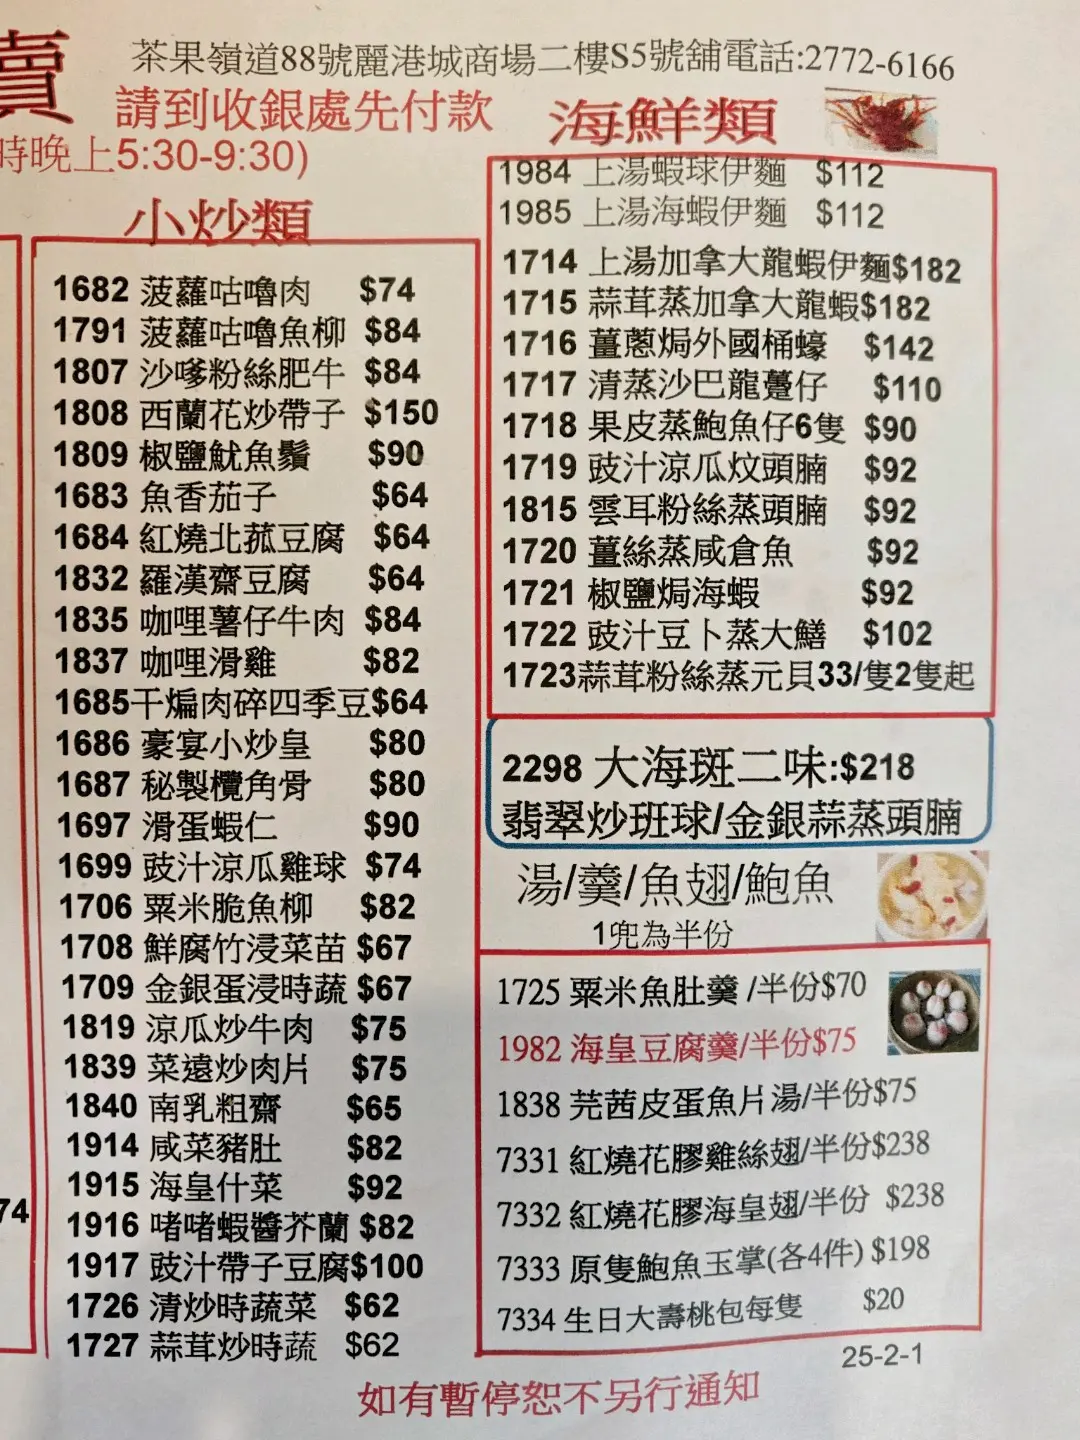 賣
茶果嶺道88號麗港城商場二樓S5號舖電話:2772-6166
請到收銀處先付款
時晚上5:30-9:30)
小炒類
1682 菠蘿咕嚕肉 $74
1791 菠蘿咕嚕魚柳 $84
1807 沙嗲粉絲肥牛 $84
1808 西蘭花炒帶子 $150
1809 椒鹽魷魚鬚 $90
1683 魚香茄子 $64
1684 紅燒北菰豆腐 $64
1832 羅漢齋豆腐 $64
1835 咖哩薯仔牛肉 $84
1837 咖哩滑雞 $82
1685干煸肉碎四季豆$64
1686 豪宴小炒皇 $80
1687 秘製欖角骨 $80
1697 滑蛋蝦仁 $90
1699 豉汁涼瓜雞球 $74
1706 粟米脆魚柳 $82
1708 鮮腐竹浸菜苗 $67
1709 金銀蛋浸時蔬 $67
1819 涼瓜炒牛肉 $75
1839 菜遠炒肉片 $75
1840 南乳粗齋 $65
1914 咸菜豬肚 $82
1915 海皇什菜 $92
1916 啫啫蝦醬芥蘭 $82
1917 豉汁帶子豆腐$100
1726 清炒時蔬菜 $62
1727 蒜茸炒時蔬 $62
74
海鮮類
1984 上湯蝦球伊麵 $112
1985 上湯海蝦伊麵 $112
1714 上湯加拿大龍蝦伊麵$182
1715 蒜茸蒸加拿大龍蝦$182
1716 薑蔥焗外國桶蠔 $142
1717 清蒸沙巴龍躉仔 $110
1718 果皮蒸鮑魚仔6隻 $90
1719 豉汁涼瓜炆頭腩 $92
1815 雲耳粉絲蒸頭腩 $92
1720 薑絲蒸咸倉魚 $92
1721 椒鹽焗海蝦 $92
1722 豉汁豆卜蒸大鱔 $102
1723蒜茸粉絲蒸元貝33/隻2隻起
2298 大海斑二味:$218
翡翠炒班球/金銀蒜蒸頭腩
湯/羹/魚翅/鮑魚
1兜為半份
1725 粟米魚肚羹 /半份$70
1982 海皇豆腐羹/半份$75
1838 芫茜皮蛋魚片湯/半份$75
7331 紅燒花膠雞絲翅/半份$238
7332 紅燒花膠海皇翅/半份 $238
7333 原隻鮑魚玉掌(各4件) $198
7334 生日大壽桃包每隻 $20
25-2-1
如有暫停恕不另行通知